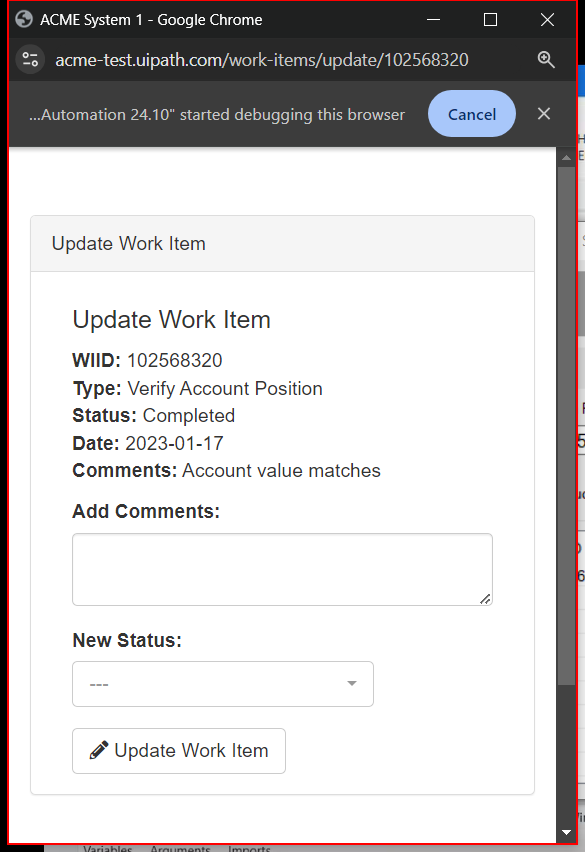 ACME System 1 - Google Chrome
acme-test.uipath.com/work-items/update/102568320
...Automation 24.10" started debugging this browser
Cancel
Update Work Item
Update Work Item
WIID: 102568320
Type: Verify Account Position
Status: Completed
Date: 2023-01-17
Comments: Account value matches
Add Comments:
New Status:
---
Update Work Item
Variables Arguments Imports